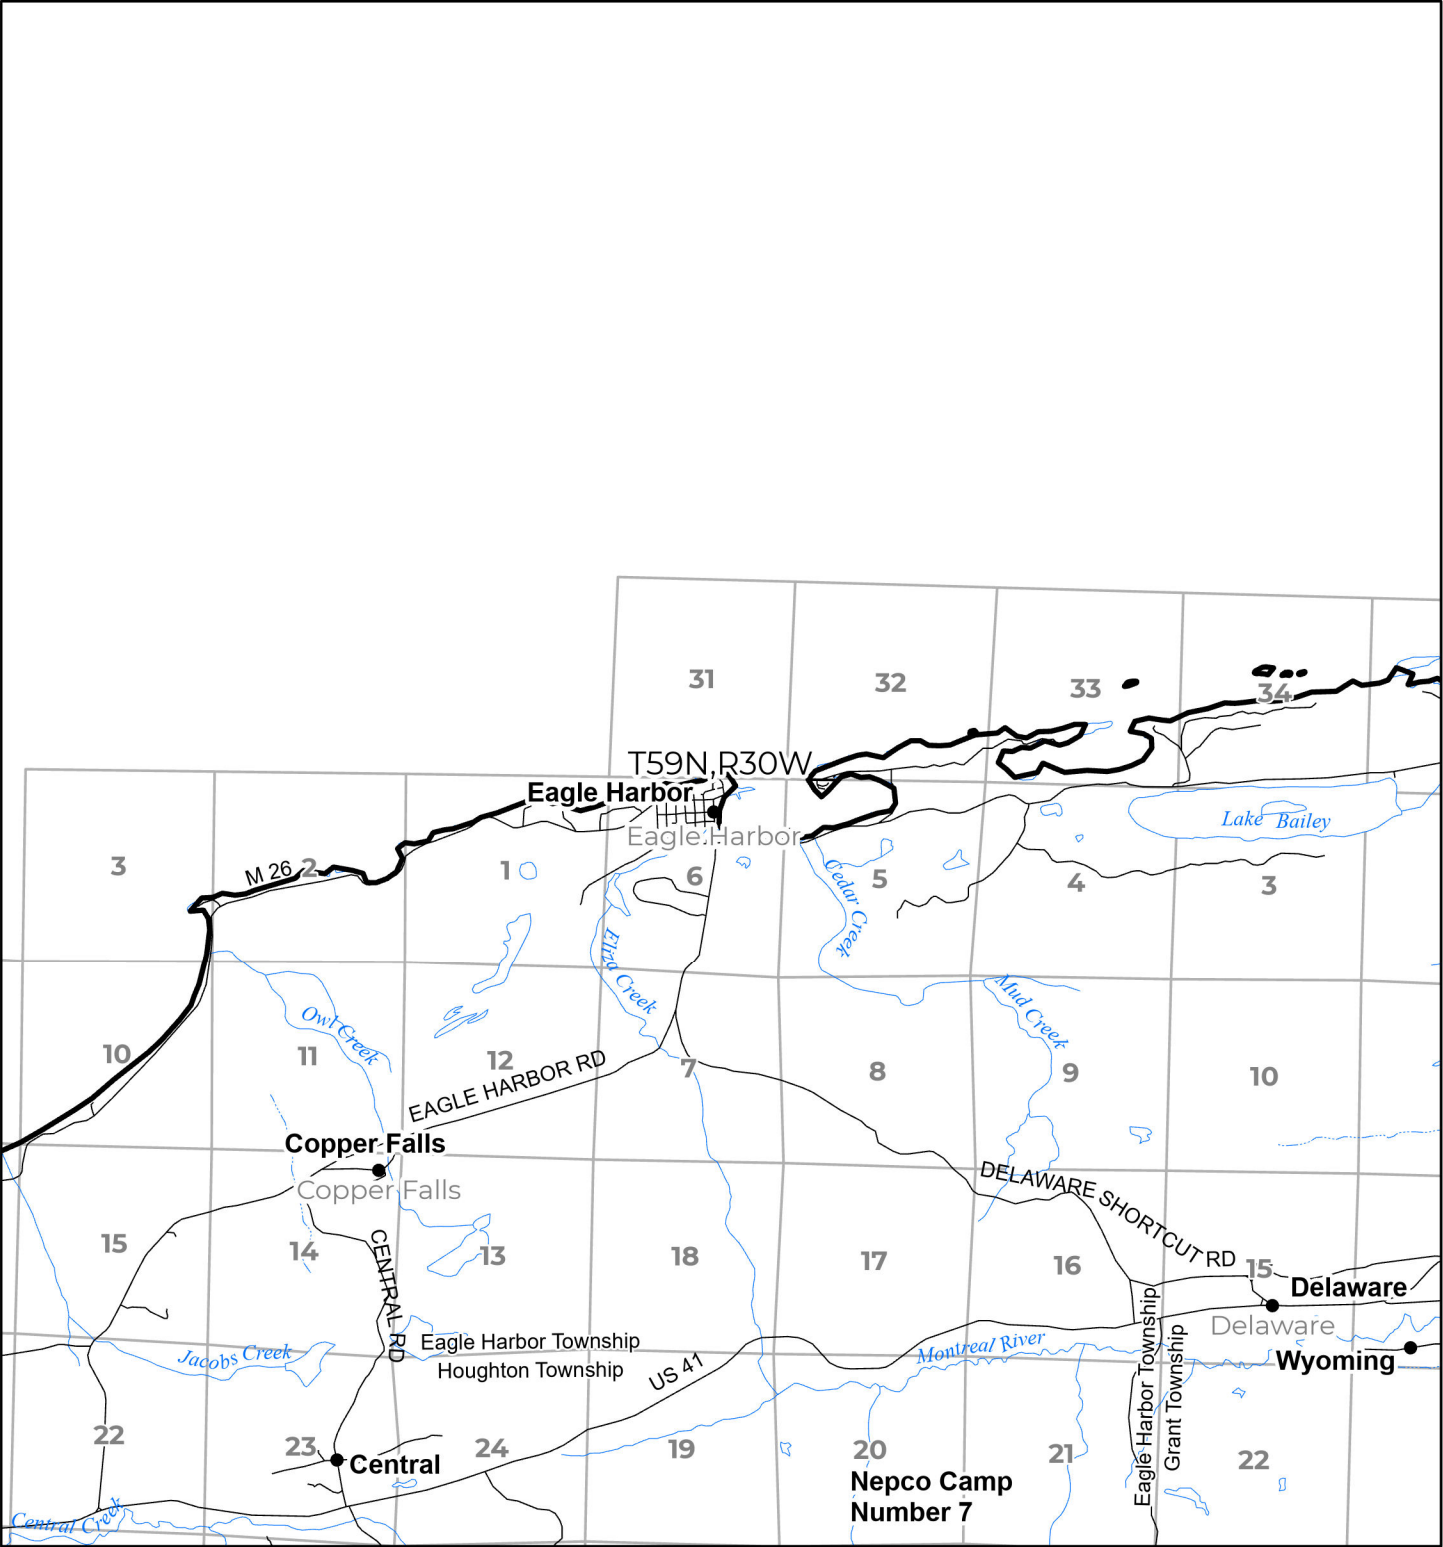 31
32
33
34
T59N,R30W
Eagle Harbor
Eagle Harbor
Lake Bailey
3
M 26
2
1
6
Cedar Creek
5
4
3
Eliza Creek
Owl Creek
Mud Creek
10
11
12
EAGLE HARBOR RD
7
8
9
10
Copper Falls
Copper Falls
DELAWARE SHORTCUT RD
15
14
CENTRAL RD
13
18
17
16
15
Delaware
Delaware
Eagle Harbor Township
Houghton Township
Jacobs Creek
US 41
Montreal River
Eagle Harbor Township
Grant Township
Wyoming
22
23
Central
24
19
20
21
22
Nepco Camp
Number 7
Central Creek